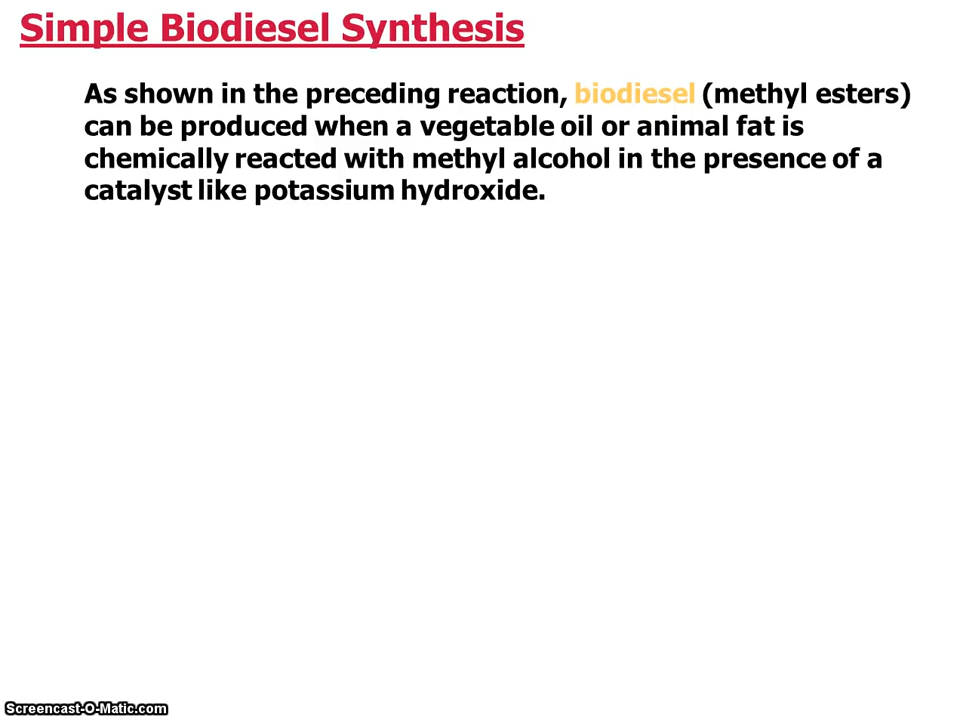 Simple Biodiesel Synthesis
As shown in the preceding reaction, biodiesel (methyl esters)
can be produced when a vegetable oil or animal fat is
chemically reacted with methyl alcohol in the presence of a
catalyst like potassium hydroxide.
Screencast-O-Matic.com